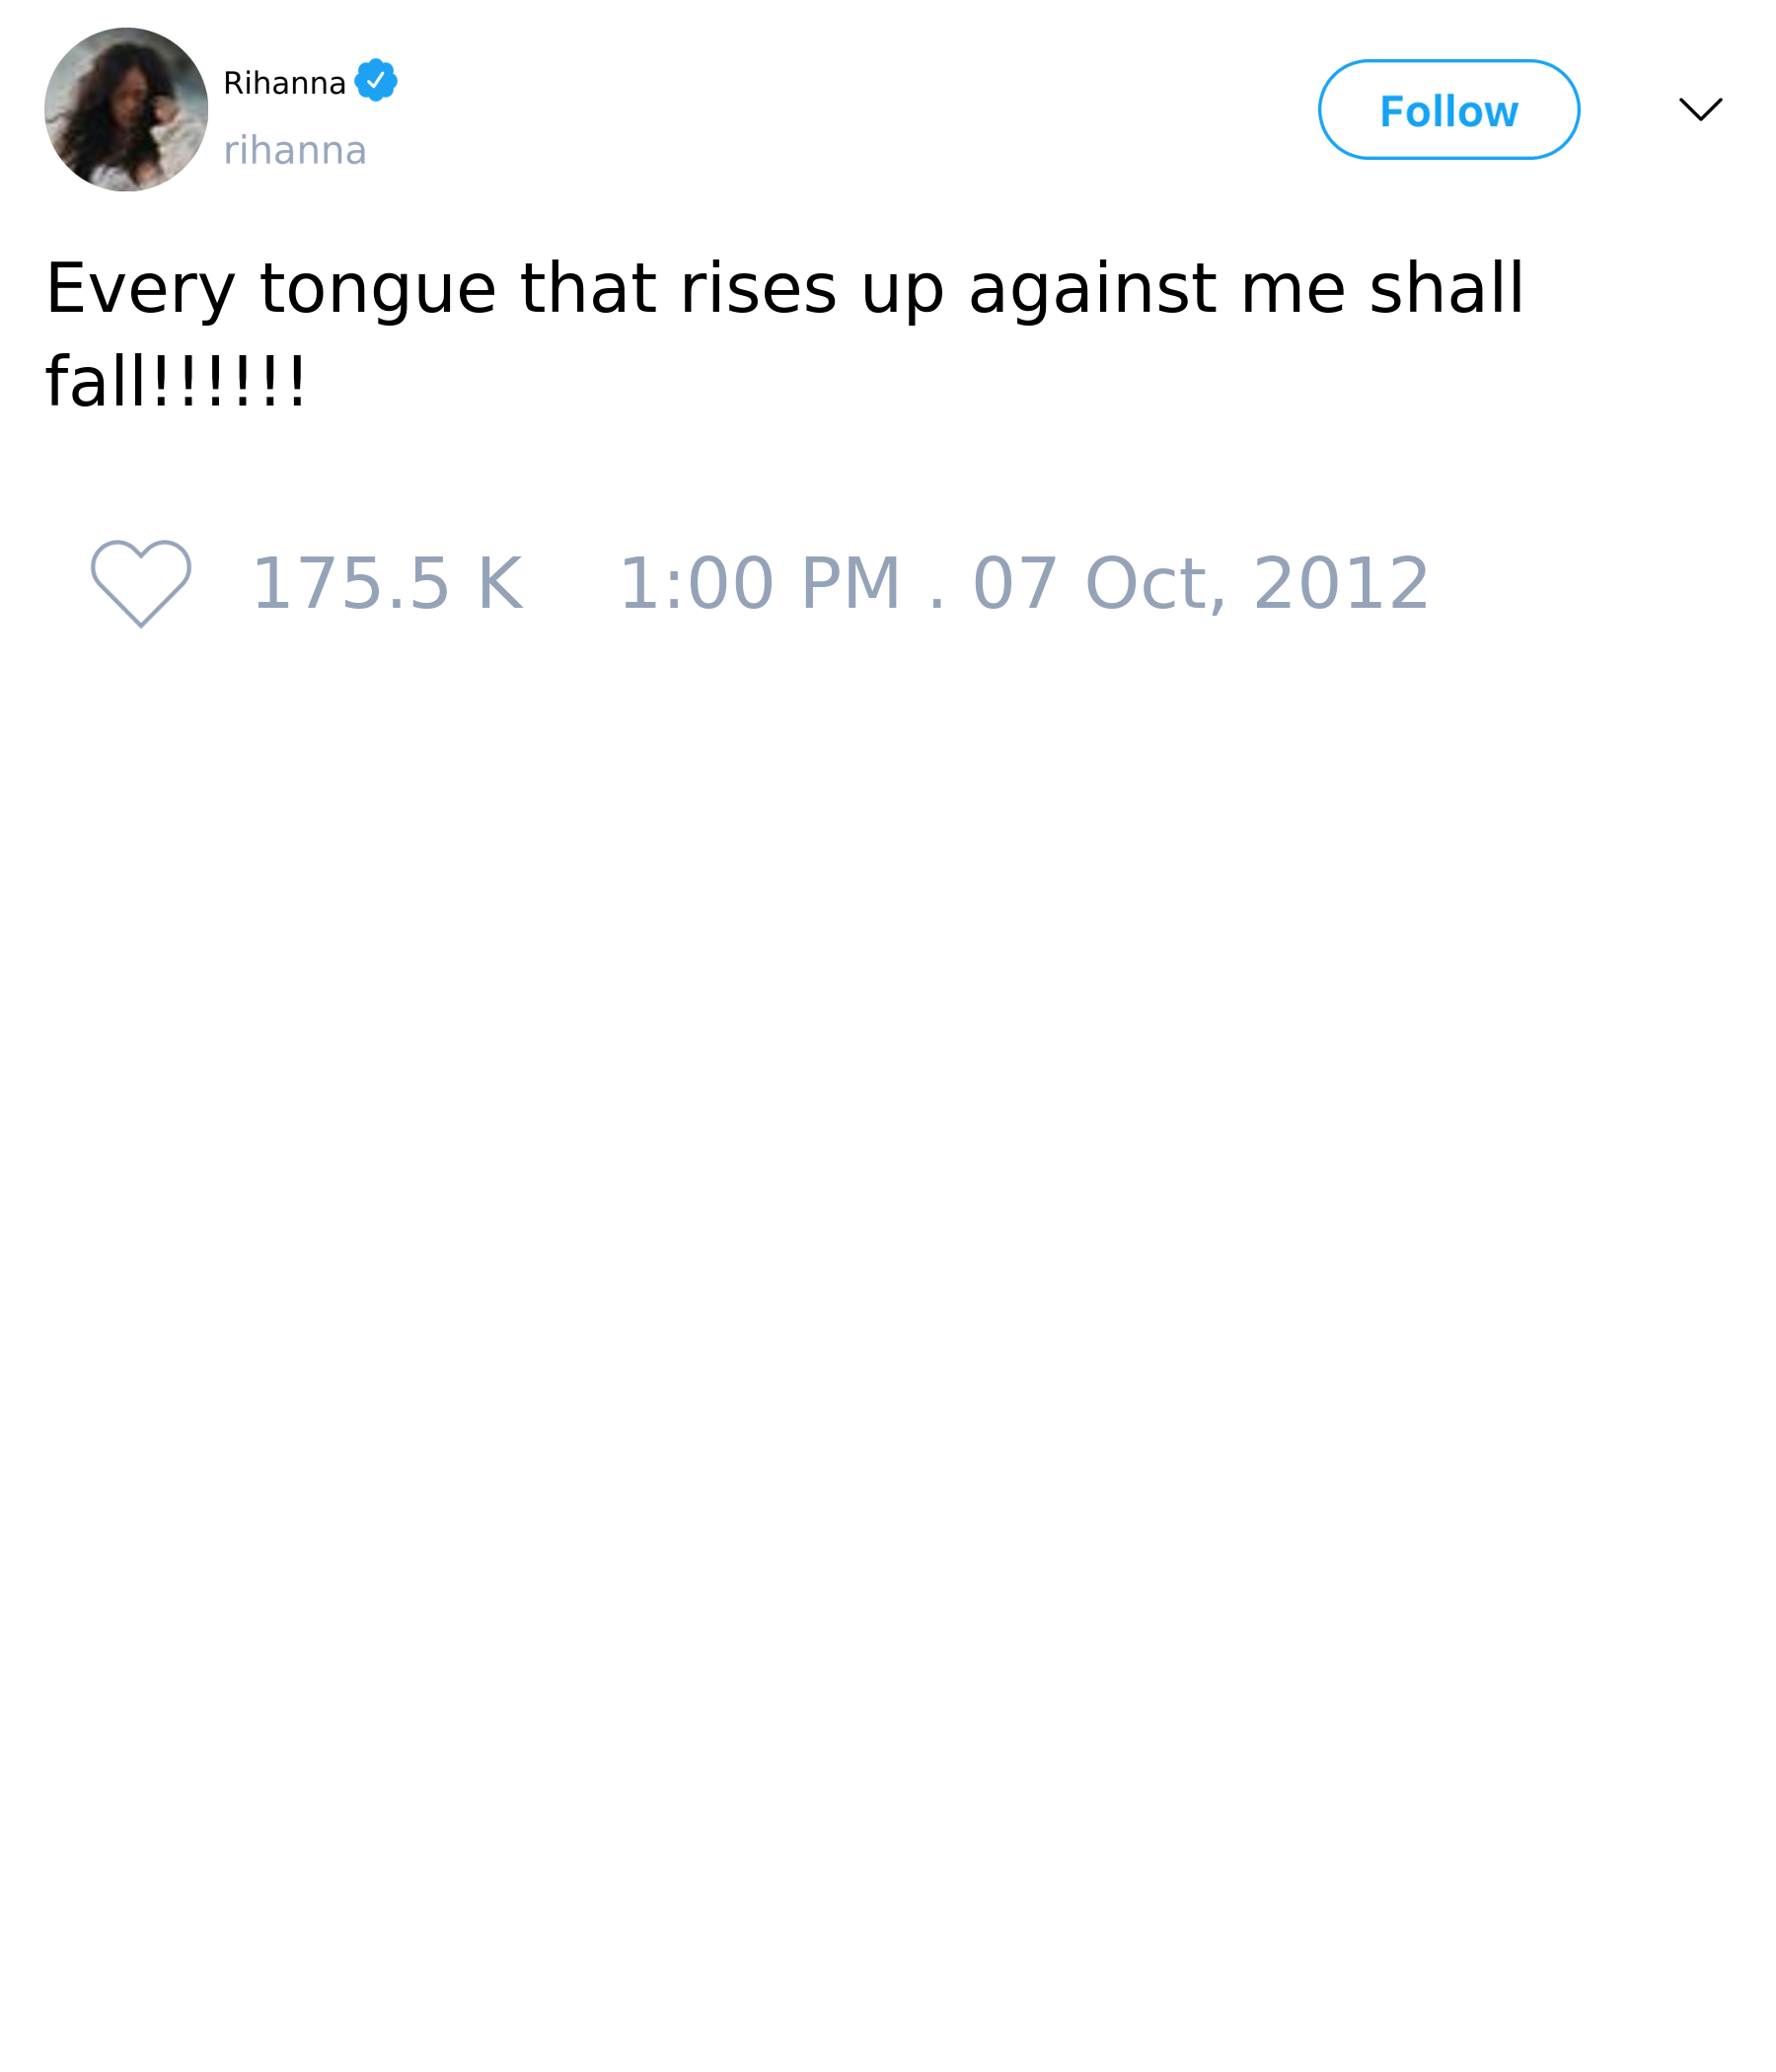 Rihanna
rihanna
Follow
Every tongue that rises up against me shall
fall!!!!!!
175.5 K 1:00 PM . 07 Oct, 2012